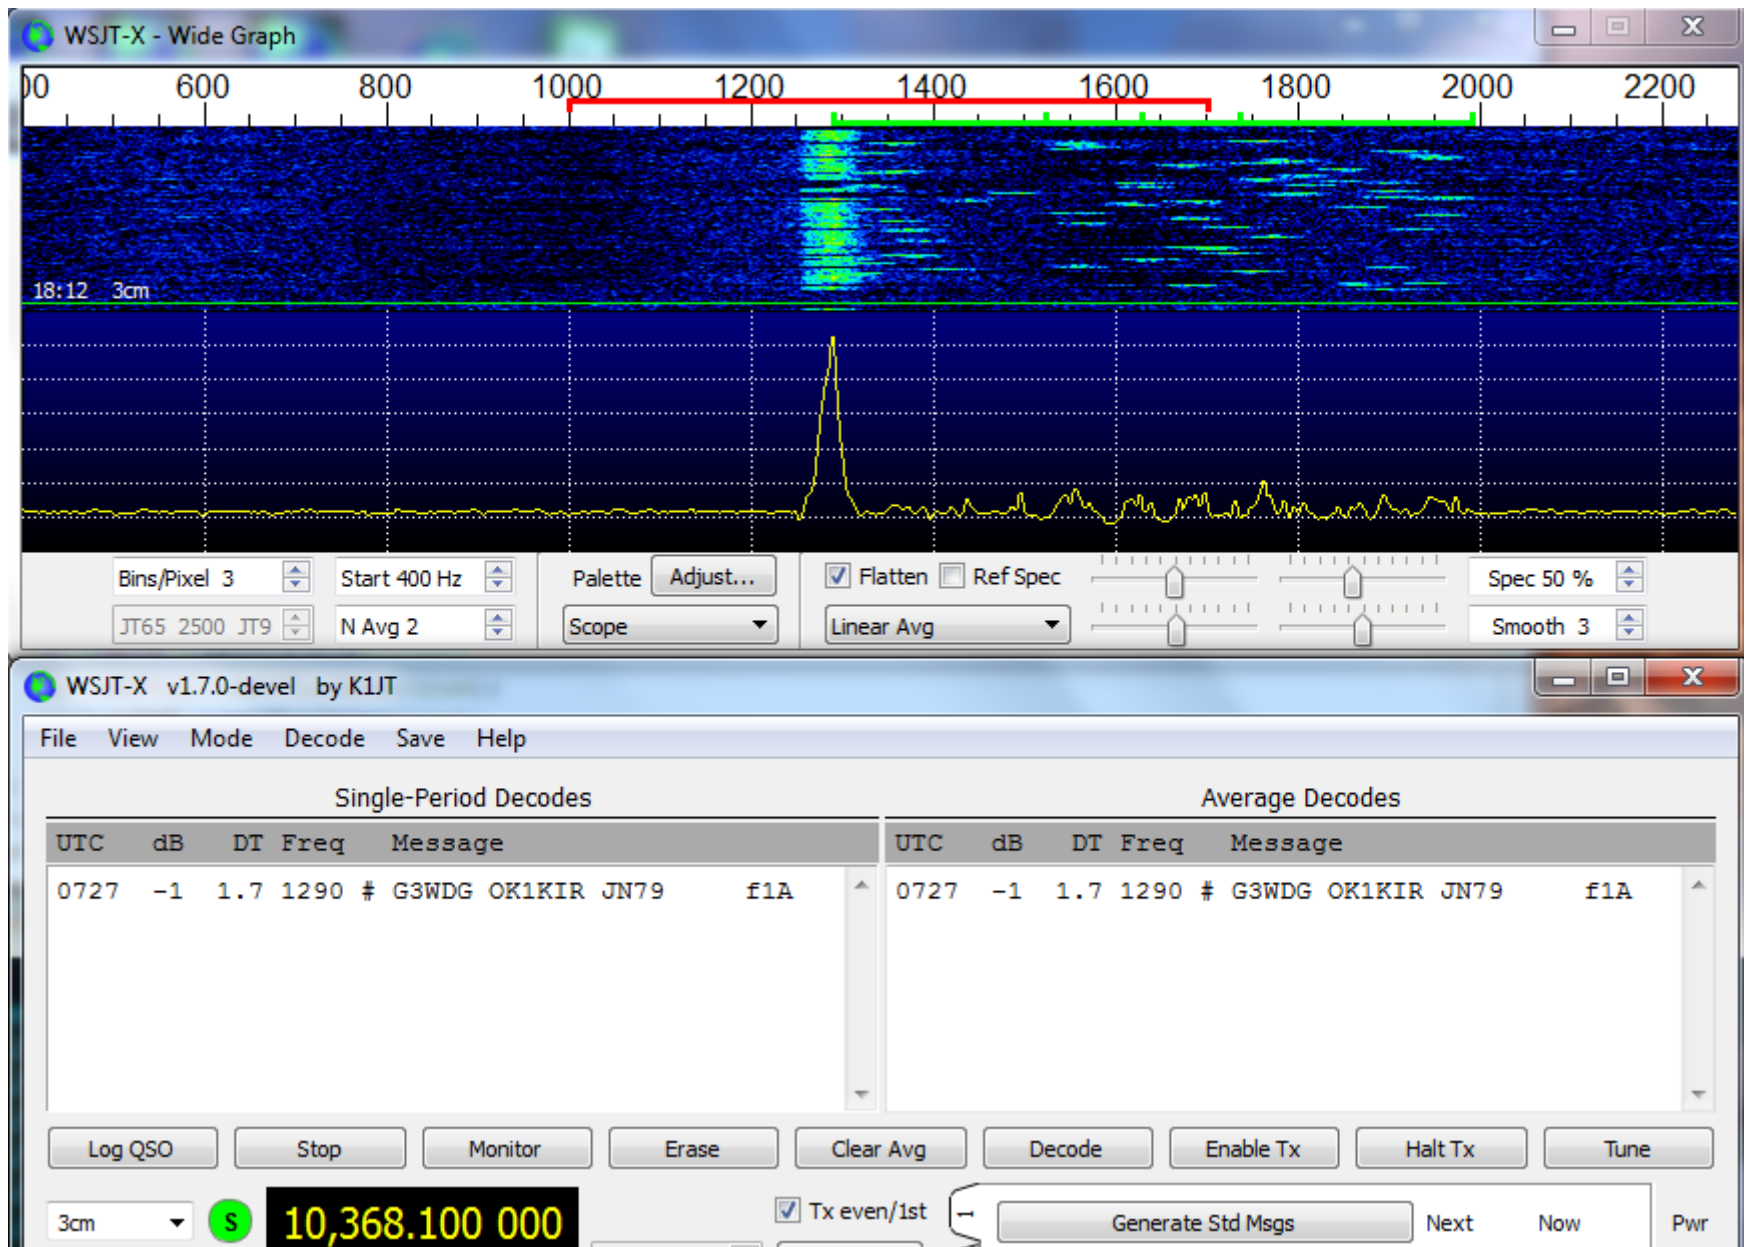 WSJT-X - Wide Graph
00 600 800 1000 1200 1400 1600 1800 2000 2200
18:12 3cm
Bins/Pixel 3 Start 400 Hz Palette Adjust... Flatten Ref Spec Spec 50 %
JT65 2500 JT9 N Avg 2 Scope Linear Avg Smooth 3
WSJT-X v1.7.0-devel by K1JT
File View Mode Decode Save Help
Single-Period Decodes Average Decodes
UTC dB DT Freq Message UTC dB DT Freq Message
0727 -1 1.7 1290 # G3WDG OK1KIR JN79 f1A 0727 -1 1.7 1290 # G3WDG OK1KIR JN79 f1A
Log QSO Stop Monitor Erase Clear Avg Decode Enable Tx Halt Tx Tune
3cm S 10,368.100 000 Tx even/1st 1 Generate Std Msgs Next Now Pwr